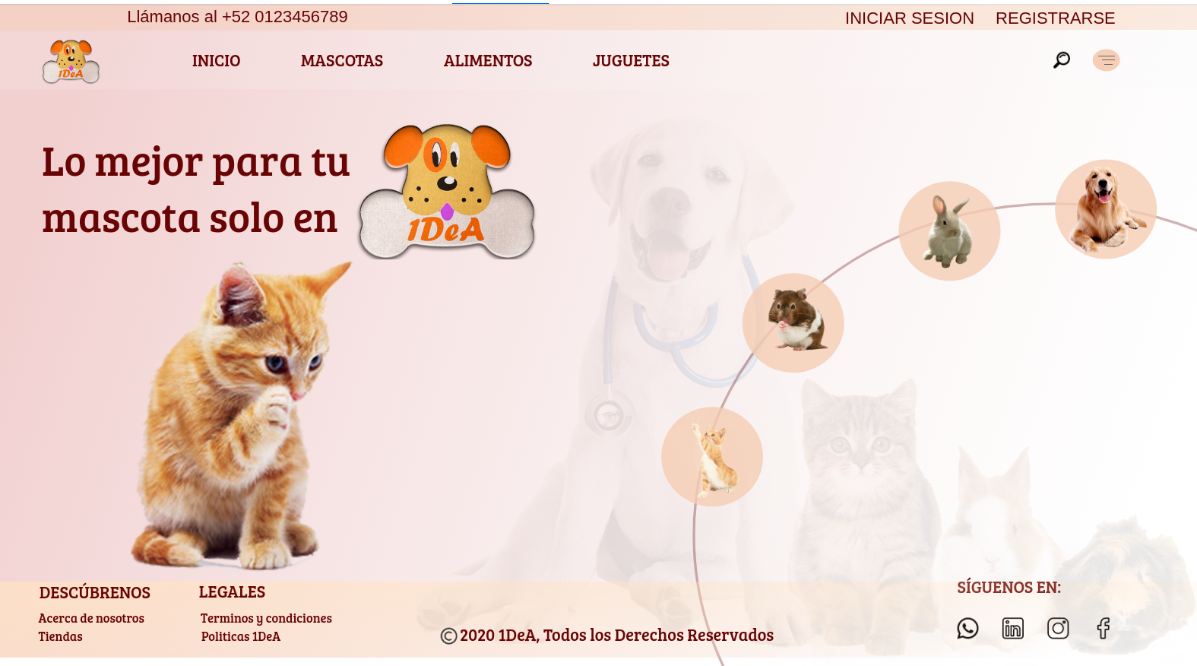 Llámanos al +52 0123456789
INICIAR SESION REGISTRARSE
1DeA
INICIO MASCOTAS ALIMENTOS JUGUETES
Lo mejor para tu
mascota solo en
1DeA
DESCÚBRENOS
Acerca de nosotros
Tiendas
LEGALES
Terminos y condiciones
Politicas 1DeA
© 2020 1DeA, Todos los Derechos Reservados
SÍGUENOS EN: